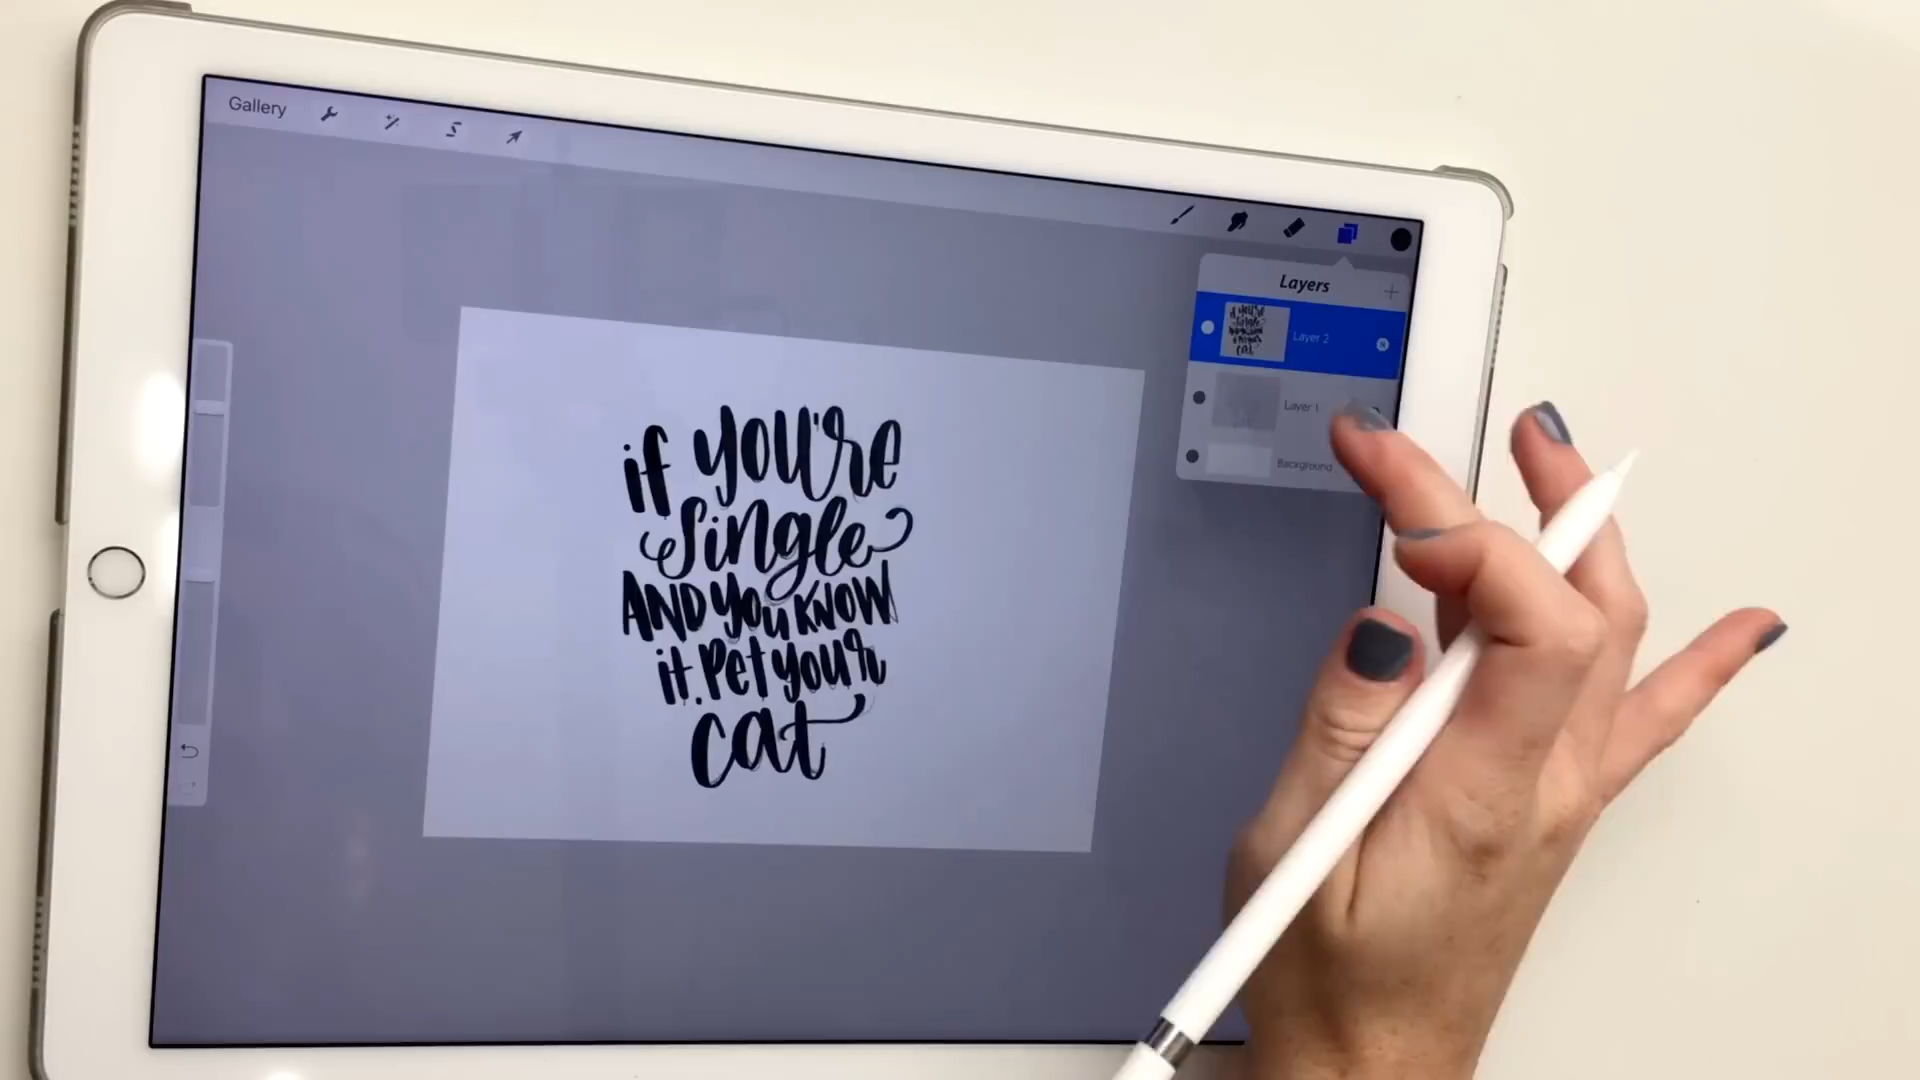 Gallery
Layers
Layer 2
N
Layer 1
Background
if you're
single
AND you KNOW
it. Pet your
cat